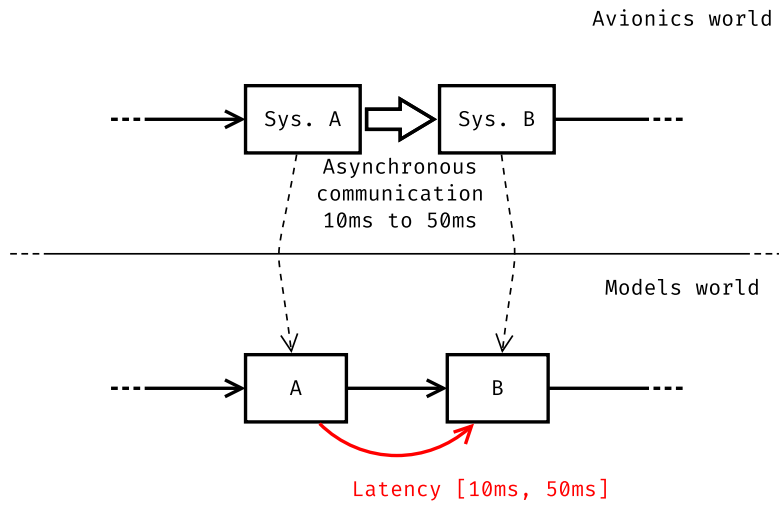 Avionics world
Sys. A
Sys. B
Asynchronous
communication
10ms to 50ms
Models world
A
B
Latency [10ms, 50ms]